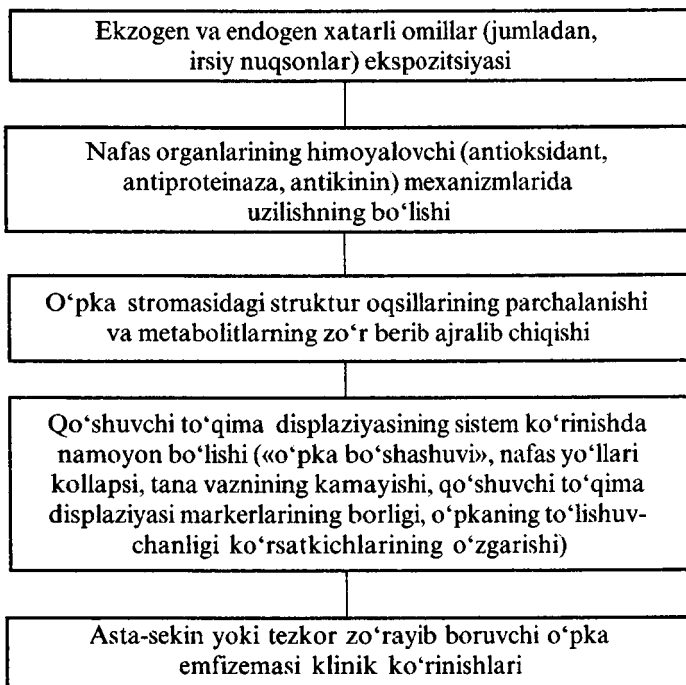 Ekzogen va endogen xatarli omillar (jumladan,
irsiy nuqsonlar) ekspozitsiyasi
Nafas organlarining himoyalovchi (antioksidant,
antiproteinaza, antikinin) mexanizmlarida
uzilishning bo‘lishi
O‘pka stromasidagi struktur oqsillarining parchalanishi
va metabolitlarning zo‘r berib ajralib chiqishi
Qo‘shuvchi to‘qima displaziyasining sistem ko‘rinishda
namoyon bo‘lishi («o‘pka bo‘shashuvi», nafas yo‘llari
kollapsi, tana vaznining kamayishi, qo‘shuvchi to‘qima
displaziyasi markerlarining borligi, o‘pkaning to‘lishuv-
chanligi ko‘rsatkichlarining o‘zgarishi)
Asta-sekin yoki tezkor zo‘rayib boruvchi o‘pka
emfizemasi klinik ko‘rinishlari